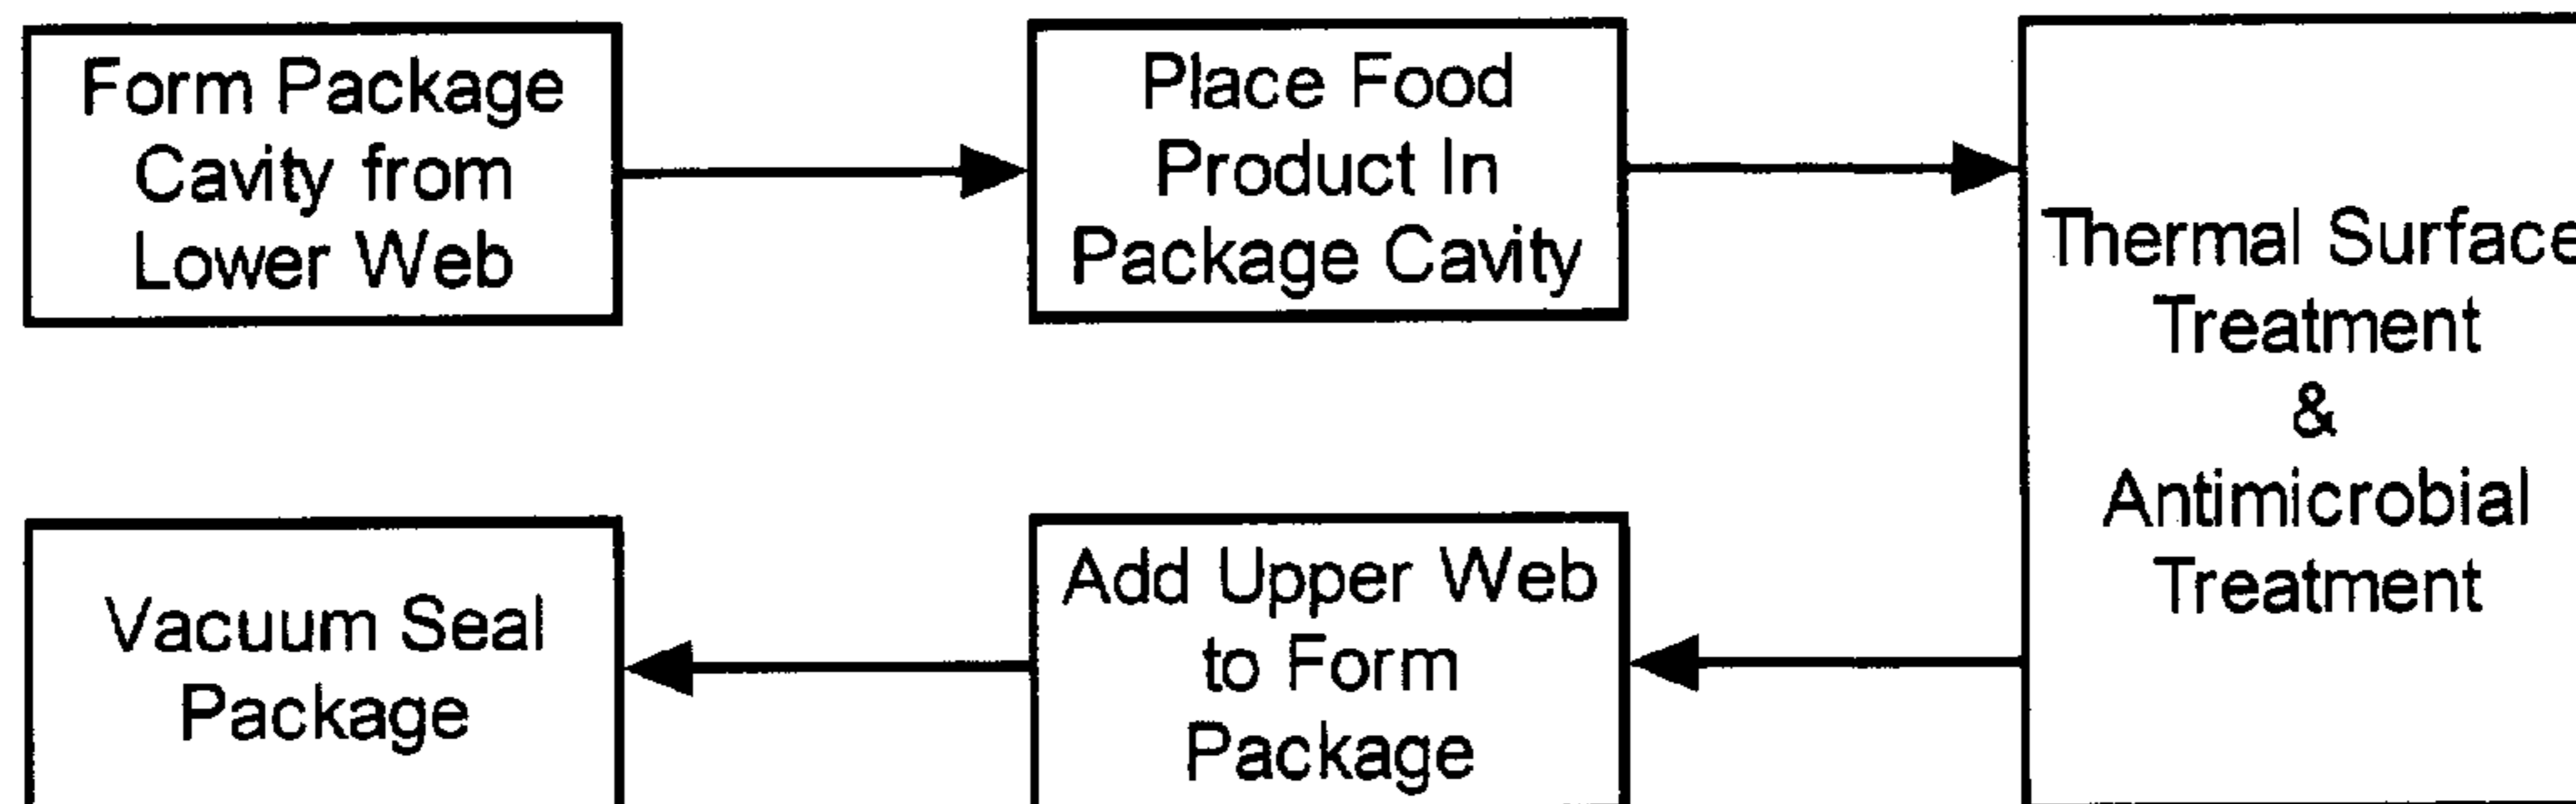 Form Package
Cavity from
Lower Web
Place Food
Product In
Package Cavity
Thermal Surface
Treatment
&
Antimicrobial
Treatment
Add Upper Web
to Form
Package
Vacuum Seal
Package